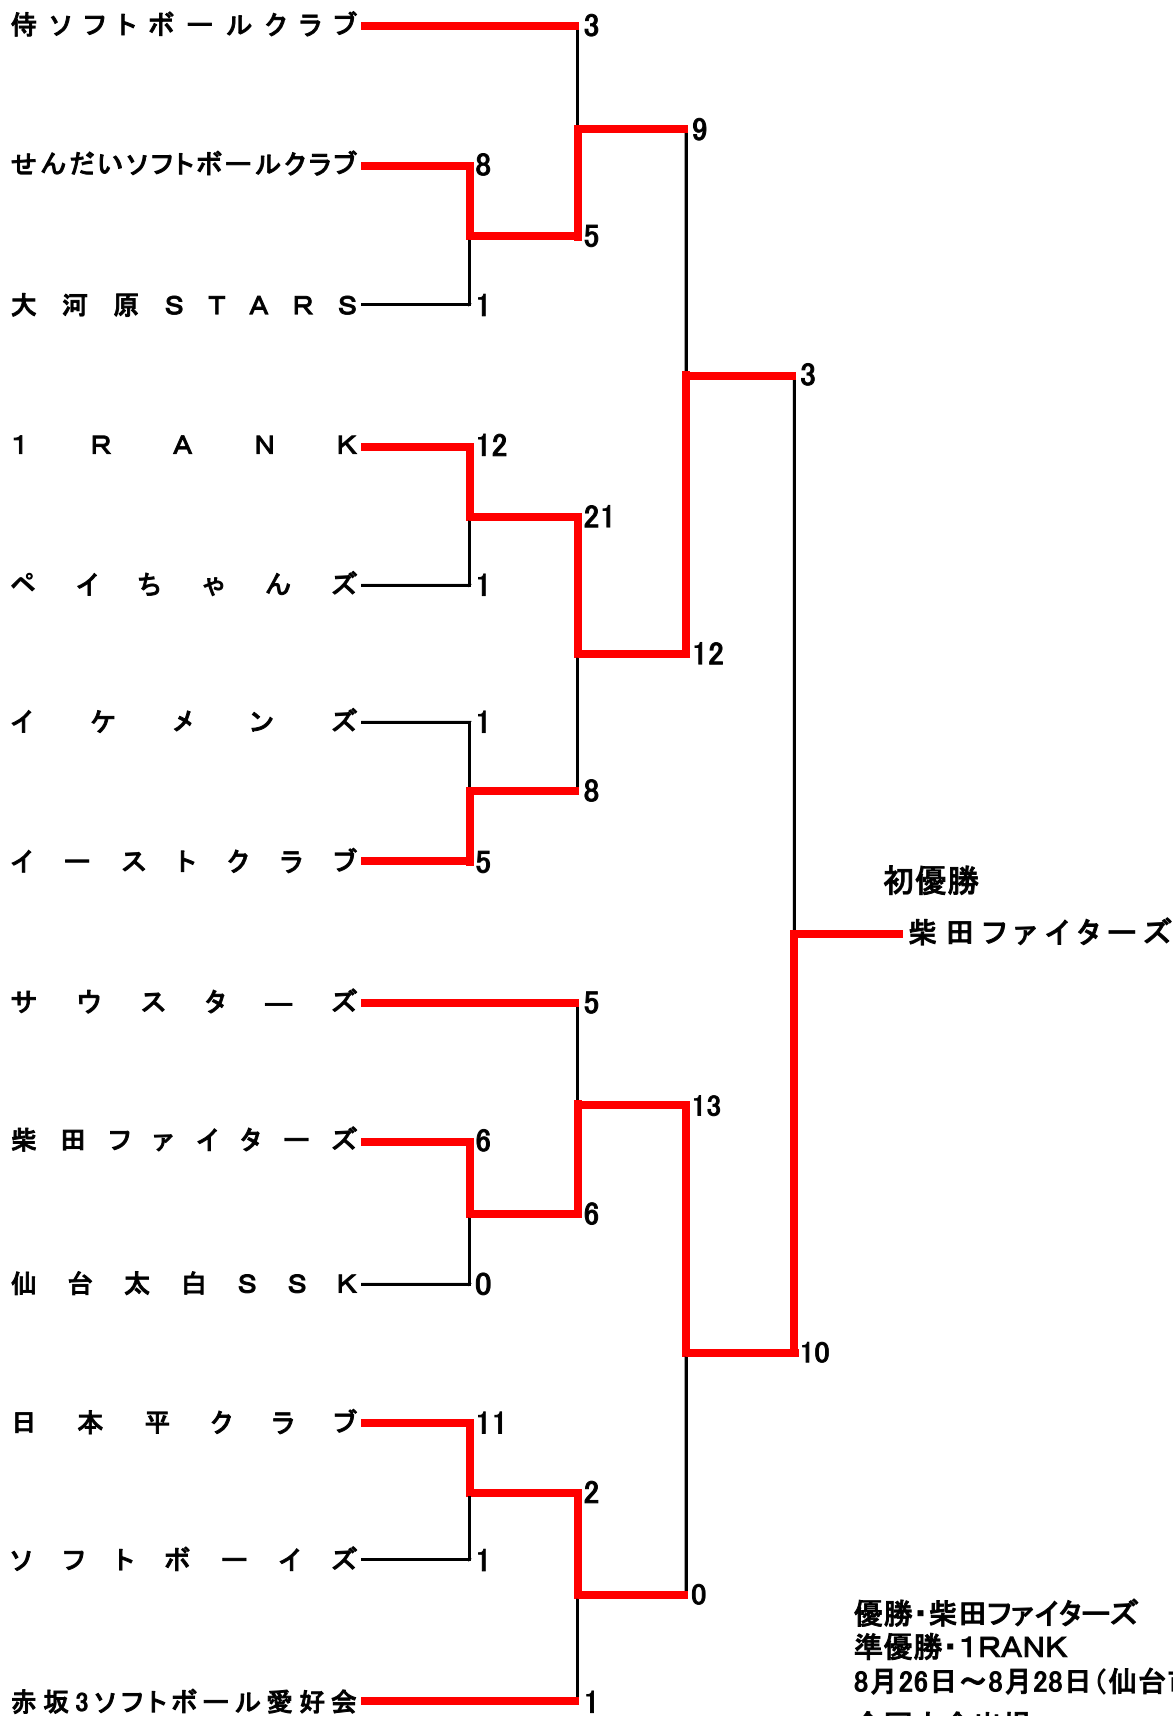 侍ソフトボールクラブ 3
9
せんだいソフトボールクラブ 8
5
大河原ＳＴＡＲＳ 1
3
１ＲＡＮＫ 12
21
ペイちゃんズ 1
12
イケメンズ 1
8
イーストクラブ 5
初優勝
柴田ファイターズ
サウスターズ 5
13
柴田ファイターズ 6
6
仙台太白ＳＳＫ 0
10
日本平クラブ 11
2
ソフトボーイズ 1
0
優勝・柴田ファイターズ
準優勝・１RANK
8月26日～8月28日（仙台
赤坂3ソフトボール愛好会 1